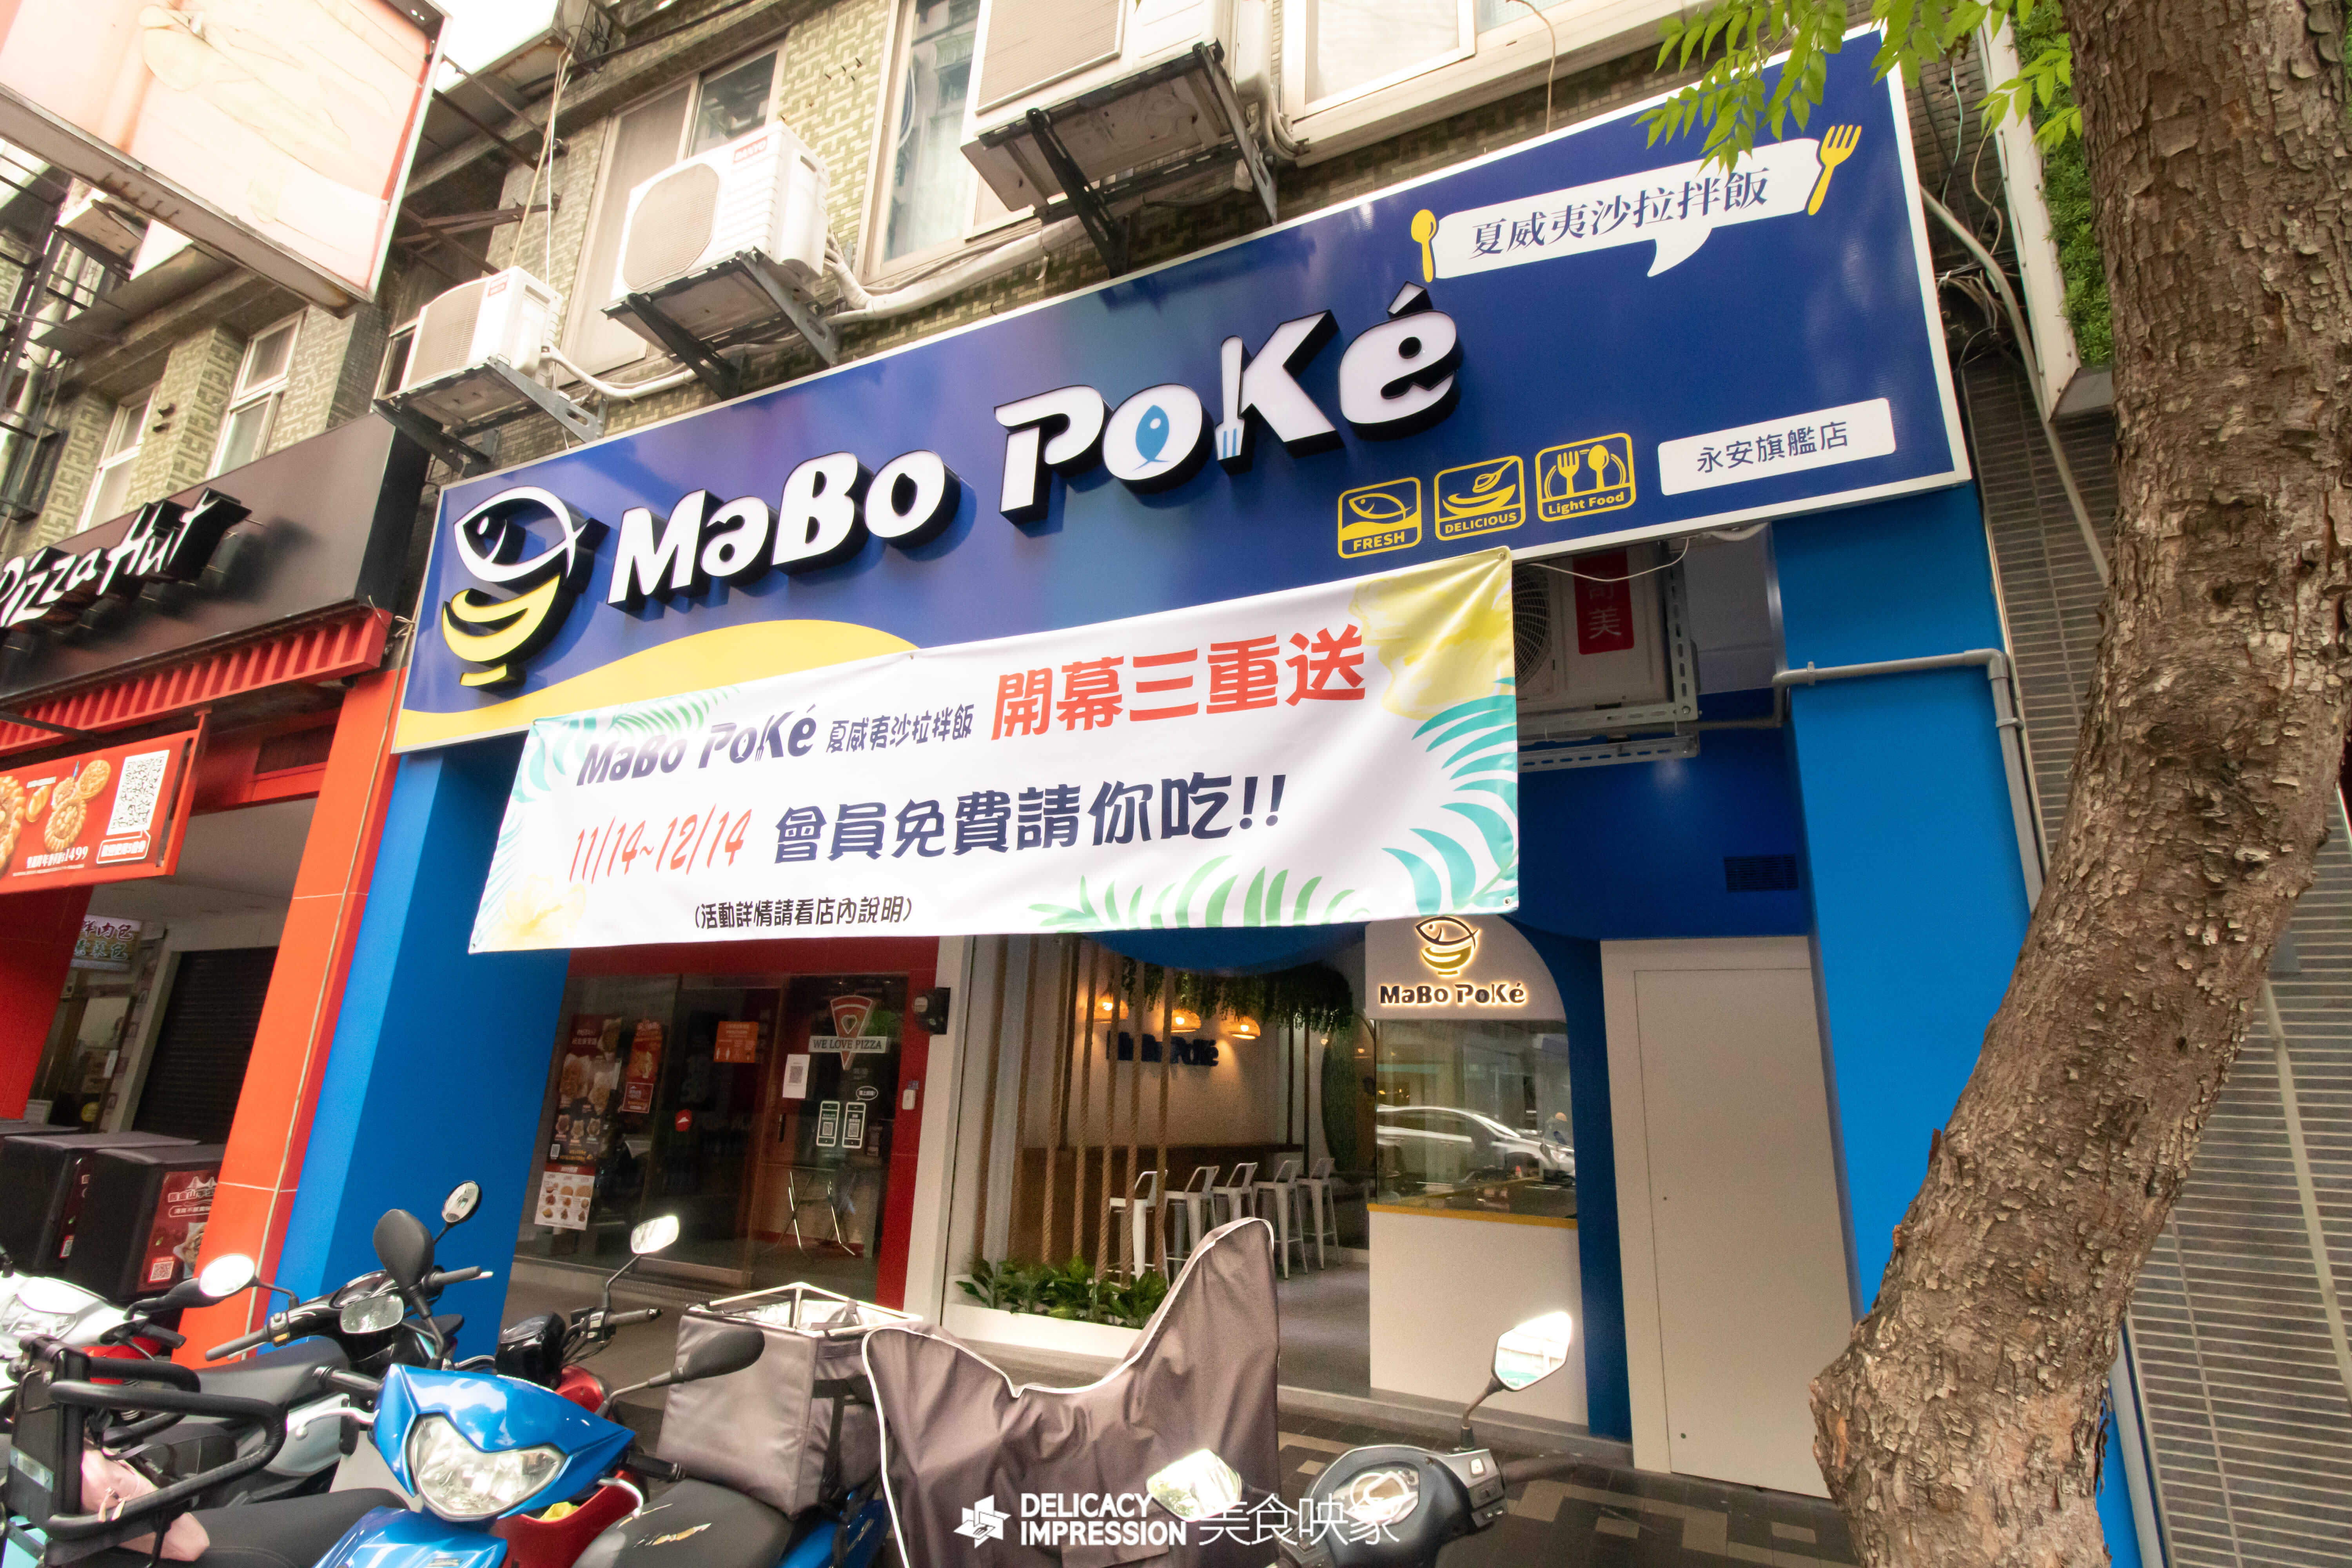 夏威夷沙拉拌飯
MaBo PoKé
FRESH
DELICIOUS
Light Food
永安旗艦店
MaBo PoKé 夏威夷沙拉拌飯 開幕三重送
11/14~12/14 會員免費請你吃!!
(活動詳情請看店內說明)
Pizza Hut
SANYO
1499
WE LOVE PIZZA
MaBo PoKé
DELICACY
IMPRESSION
美食映象